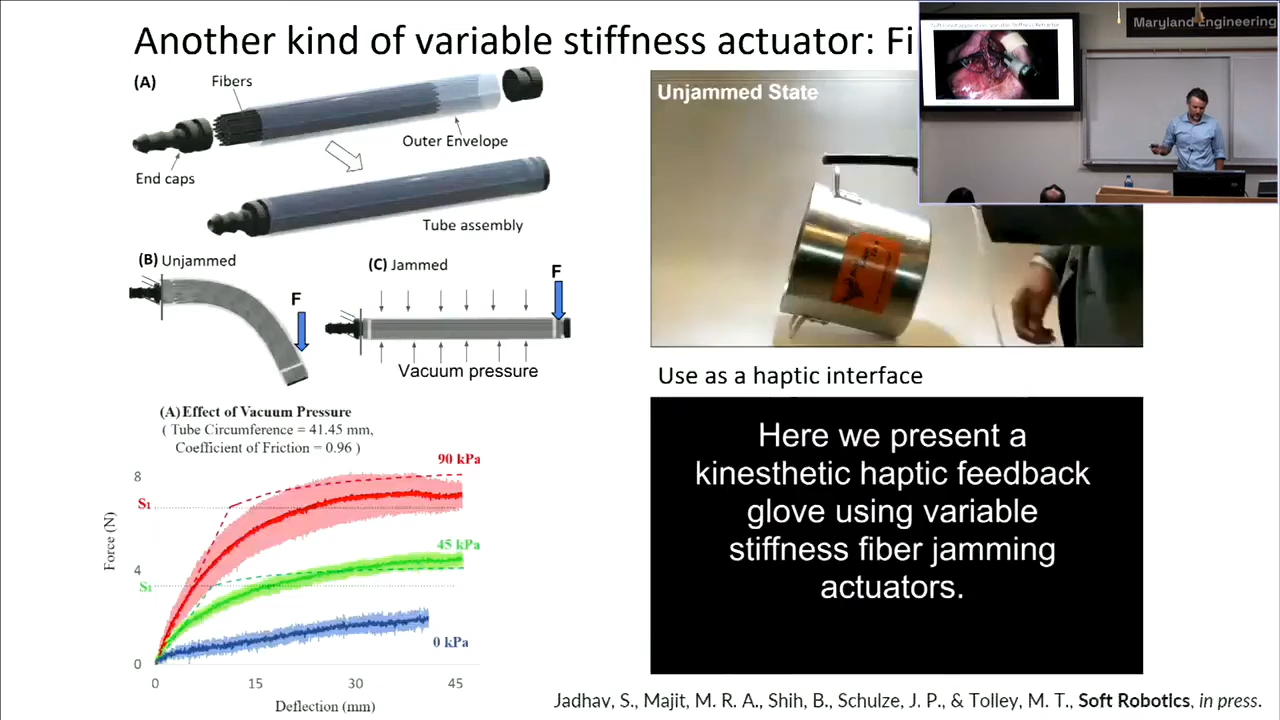 Another kind of variable stiffness actuator: Fi
Maryland Engineering
(A)
Fibers
Outer Envelope
End caps
Tube assembly
(B) Unjammed
(C) Jammed
F
F
Vacuum pressure
(A) Effect of Vacuum Pressure
( Tube Circumference = 41.45 mm,
Coefficient of Friction = 0.96 )
90 kPa
45 kPa
0 kPa
8
S1
4
S1
0
0 15 30 45
Force (N)
Deflection (mm)
Unjammed State
Use as a haptic interface
Here we present a
kinesthetic haptic feedback
glove using variable
stiffness fiber jamming
actuators.
Jadhav, S., Majit, M. R. A., Shih, B., Schulze, J. P., & Tolley, M. T., Soft Robotics, in press.